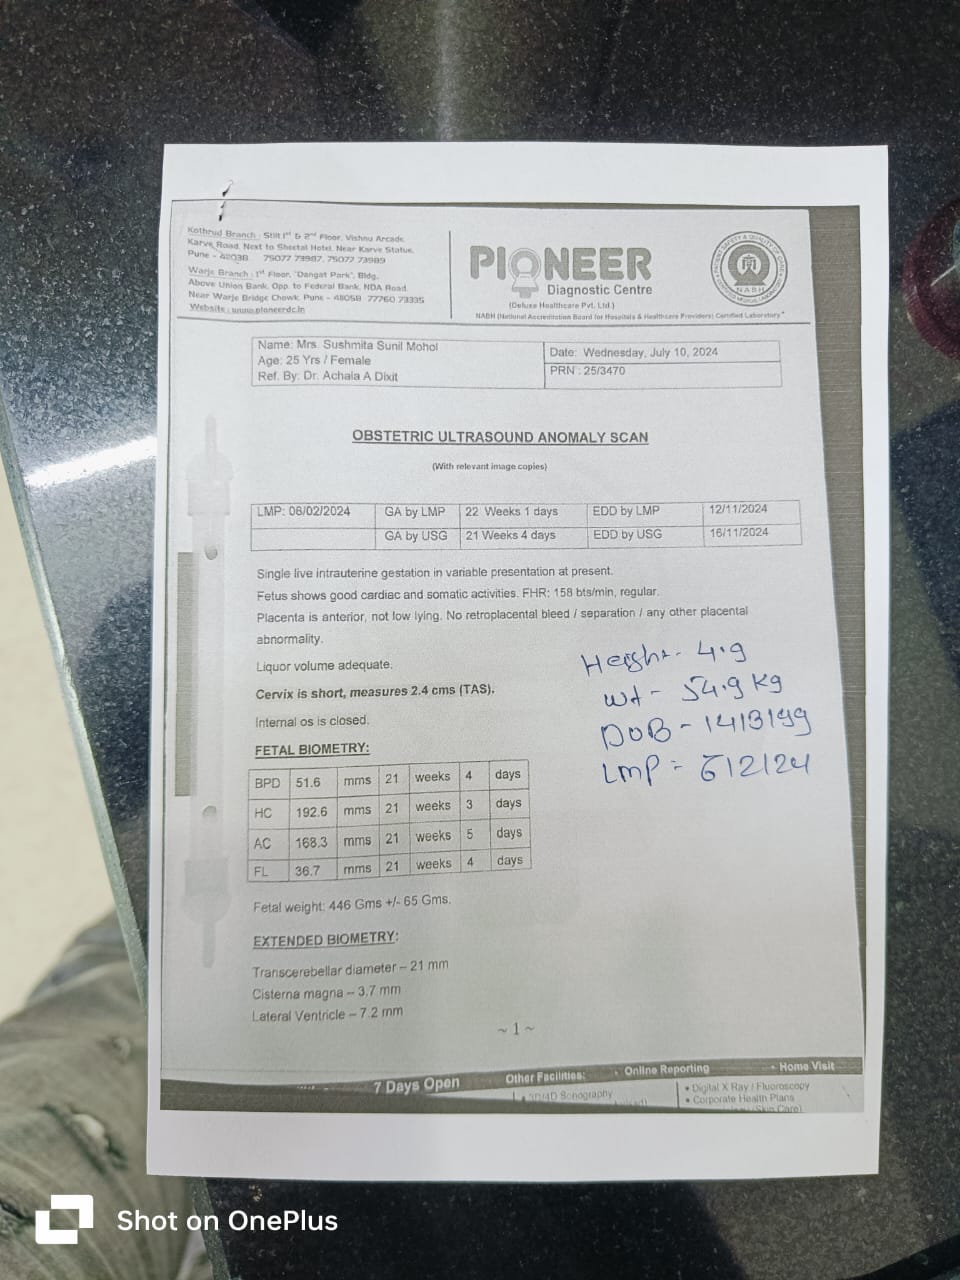 Kothrud Branch : Stilt 1st & 2nd Floor, Vishnu Arcade,
Karve Road, Next to Sheetal Hotel, Near Karve Statue,
Pune - 411038. 75077 73987, 75077 73989
Warje Branch : 1st Floor, "Dangat Park", Bldg.
Above Union Bank, Opp. to Federal Bank, NDA Road
Near Warje Bridge Chowk, Pune - 411058 77760 73335
Website : www.pioneerdc.in
PIONEER
Diagnostic Centre
(Deluxe Healthcare Pvt. Ltd.)
NABH (National Accreditation Board for Hospitals & Healthcare Providers) Certified Laboratory."
NABH
Name: Mrs. Sushmita Sunil Mohol
Age: 25 Yrs / Female
Ref. By: Dr. Achala A Dixit
Date: Wednesday, July 10, 2024
PRN : 25/3470
OBSTETRIC ULTRASOUND ANOMALY SCAN
(With relevant image copies)
LMP: 06/02/2024 GA by LMP 22 Weeks 1 days EDD by LMP 12/11/2024
GA by USG 21 Weeks 4 days EDD by USG 16/11/2024
Single live intrauterine gestation in variable presentation at present.
Fetus shows good cardiac and somatic activities. FHR: 158 bts/min, regular.
Placenta is anterior, not low lying. No retroplacental bleed / separation / any other placental
abnormality.
Liquor volume adequate.
Cervix is short, measures 2.4 cms (TAS).
Internal os is closed.
Height - 4.9
wt - 54.9 kg
DOB - 14/3/99
LMP = 6/2/24
FETAL BIOMETRY:
BPD 51.6 mms 21 weeks 4 days
HC 192.6 mms 21 weeks 3 days
AC 168.3 mms 21 weeks 5 days
FL 36.7 mms 21 weeks 4 days
Fetal weight: 446 Gms +/- 65 Gms.
EXTENDED BIOMETRY:
Transcerebellar diameter – 21 mm
Cisterna magna – 3.7 mm
Lateral Ventricle – 7.2 mm
~ 1 ~
7 Days Open
Other Facilities: • Online Reporting • Home Visit
• 3D/4D Sonography
• Digital X Ray / Fluoroscopy
• Corporate Health Plans
Shot on OnePlus